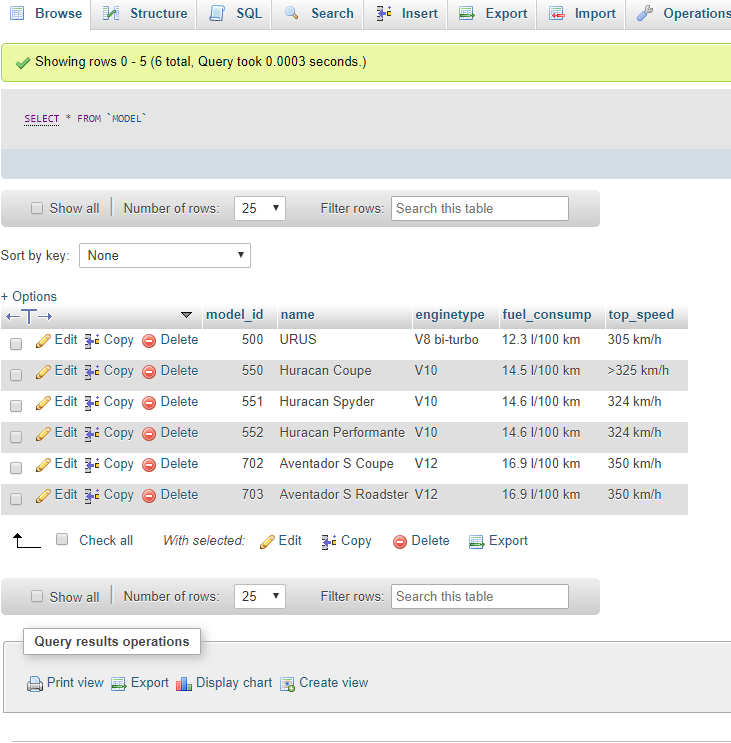 Browse Structure SQL Search Insert Export Import Operations
Showing rows 0 - 5 (6 total, Query took 0.0003 seconds.)
SELECT * FROM `MODEL`
Show all Number of rows: 25 Filter rows: Search this table
Sort by key: None
+ Options
←T→ model_id name enginetype fuel_consump top_speed
Edit Copy Delete 500 URUS V8 bi-turbo 12.3 l/100 km 305 km/h
Edit Copy Delete 550 Huracan Coupe V10 14.5 l/100 km >325 km/h
Edit Copy Delete 551 Huracan Spyder V10 14.6 l/100 km 324 km/h
Edit Copy Delete 552 Huracan Performante V10 14.6 l/100 km 324 km/h
Edit Copy Delete 702 Aventador S Coupe V12 16.9 l/100 km 350 km/h
Edit Copy Delete 703 Aventador S Roadster V12 16.9 l/100 km 350 km/h
Check all With selected: Edit Copy Delete Export
Show all Number of rows: 25 Filter rows: Search this table
Query results operations
Print view Export Display chart Create view